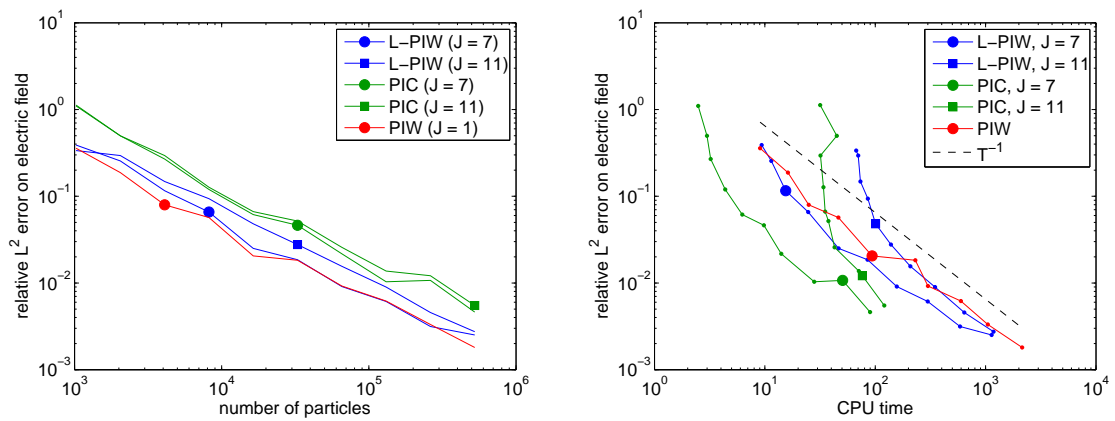 10^1
10^0
10^−1
10^−2
10^−3
relative L^2 error on electric field
10^3
10^4
10^5
10^6
number of particles
L−PIW (J = 7)
L−PIW (J = 11)
PIC (J = 7)
PIC (J = 11)
PIW (J = 1)
10^1
10^0
10^−1
10^−2
10^−3
relative L^2 error on electric field
10^0
10^1
10^2
10^3
10^4
CPU time
L−PIW, J = 7
L−PIW, J = 11
PIC, J = 7
PIC, J = 11
PIW
T^−1